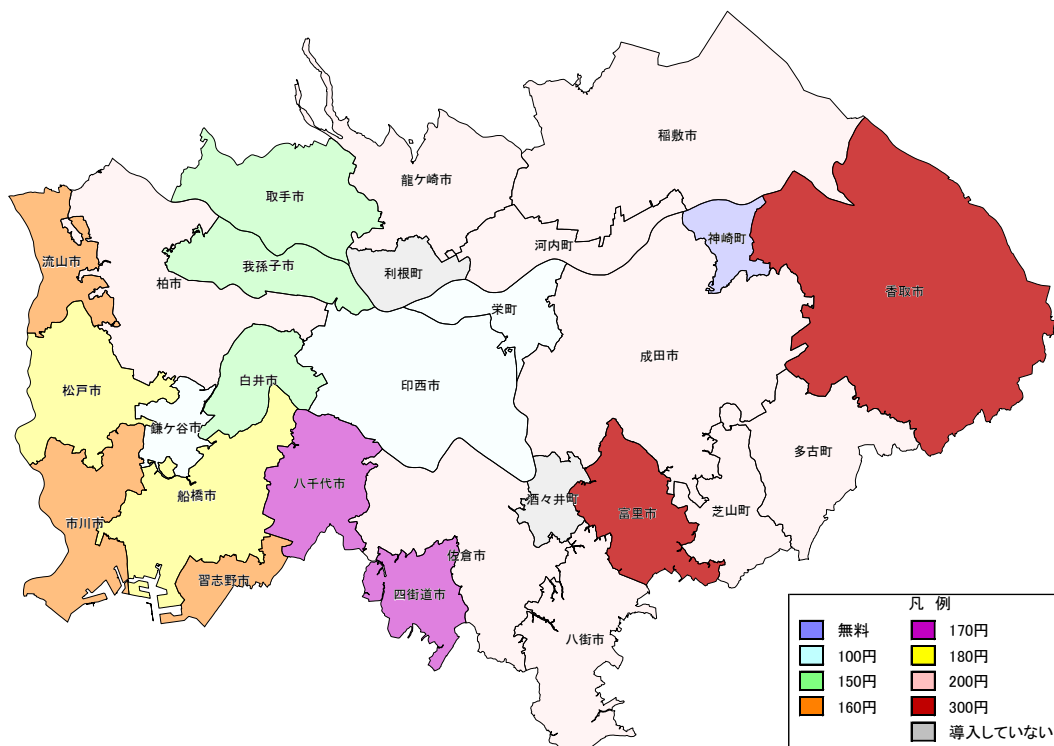 稲敷市
龍ケ崎市
取手市
神崎町
河内町
流山市
我孫子市
利根町
柏市
香取市
栄町
成田市
白井市
印西市
松戸市
鎌ケ谷市
多古町
八千代市
船橋市
酒々井町
富里市
芝山町
市川市
佐倉市
習志野市
四街道市
八街市
凡 例
無料
170円
100円
180円
150円
200円
160円
300円
導入していない